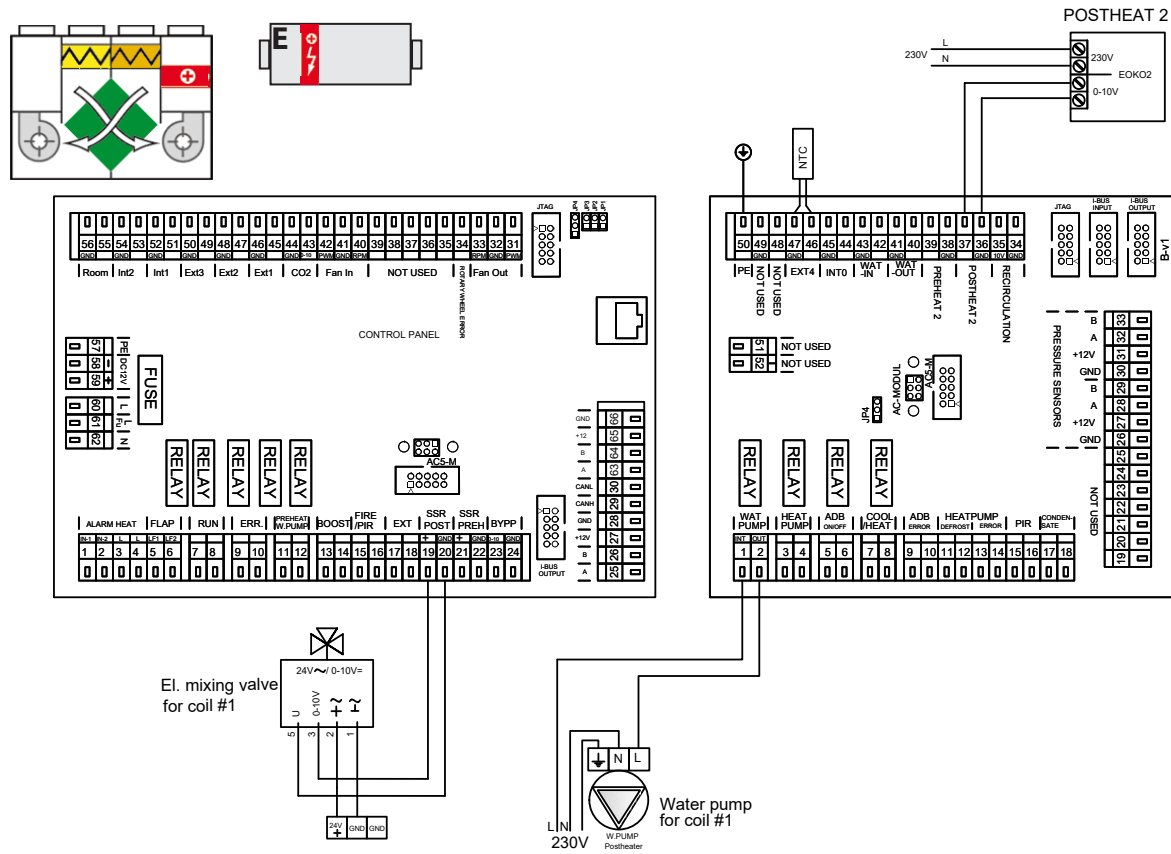 POSTHEAT 2
E
L
230V
N
230V
EOKO2
0-10V
NTC
JTAG
JP4
JP3
JP2
JP1
56 55 54 53 52 51 50 49 48 47 46 45 44 43 42 41 40 39 38 37 36 35 34 33 32 31
GND GND GND GND GND GND GND 0-10 PWM GND RPM RPM GND PWM
Room Int2 Int1 Ext3 Ext2 Ext1 CO2 Fan In NOT USED ROTARY WHEEL ERROR Fan Out
CONTROL PANEL
57 PE
58 - DC12V
59 +
60 L
61 L Fu
62 N
FUSE
RELAY RELAY RELAY RELAY RELAY
AC5-M
GND 66
+12 65
B 64
A 63
CANL 30
CANH 29
GND 28
+12V 27
B 26
A 25
I-BUS
OUTPUT
ALARM HEAT FLAP RUN ERR. PREHEAT W.PUMP BOOST FIRE /PIR EXT SSR POST SSR PREH BYPP
IN-1 IN-2 L L LF1 LF2 + GND + GND 0-10 GND
1 2 3 4 5 6 7 8 9 10 11 12 13 14 15 16 17 18 19 20 21 22 23 24
JTAG
I-BUS
INPUT
I-BUS
OUTPUT
B-V1
50 49 48 47 46 45 44 43 42 41 40 39 38 37 36 35 34
GND GND GND GND GND GND GND 10V GND
PE NOT USED NOT USED EXT4 INT0 WAT -IN WAT -OUT PREHEAT 2 POSTHEAT 2 RECIRCULATION
51 NOT USED
52 NOT USED
AC-MODUL
AC5-M
JP4
PRESSURE SENSORS
B 33
A 32
+12V 31
GND 30
B 29
A 28
+12V 27
GND 26
25
24
23
22
21
20
19
NOT USED
RELAY RELAY RELAY RELAY
WAT PUMP HEAT PUMP ADB ON/OFF COOL /HEAT ADB ERROR HEATPUMP DEFROST ERROR PIR CONDEN- SATE
INT OUT
1 2 3 4 5 6 7 8 9 10 11 12 13 14 15 16 17 18
El. mixing valve
for coil #1
24V ~/ 0-10V=
U 0-10V ~ + ~ ⊥
5 3 2 1
24V + GND GND
⏚ N L
L N
230V
W.PUMP
Postheater
Water pump
for coil #1